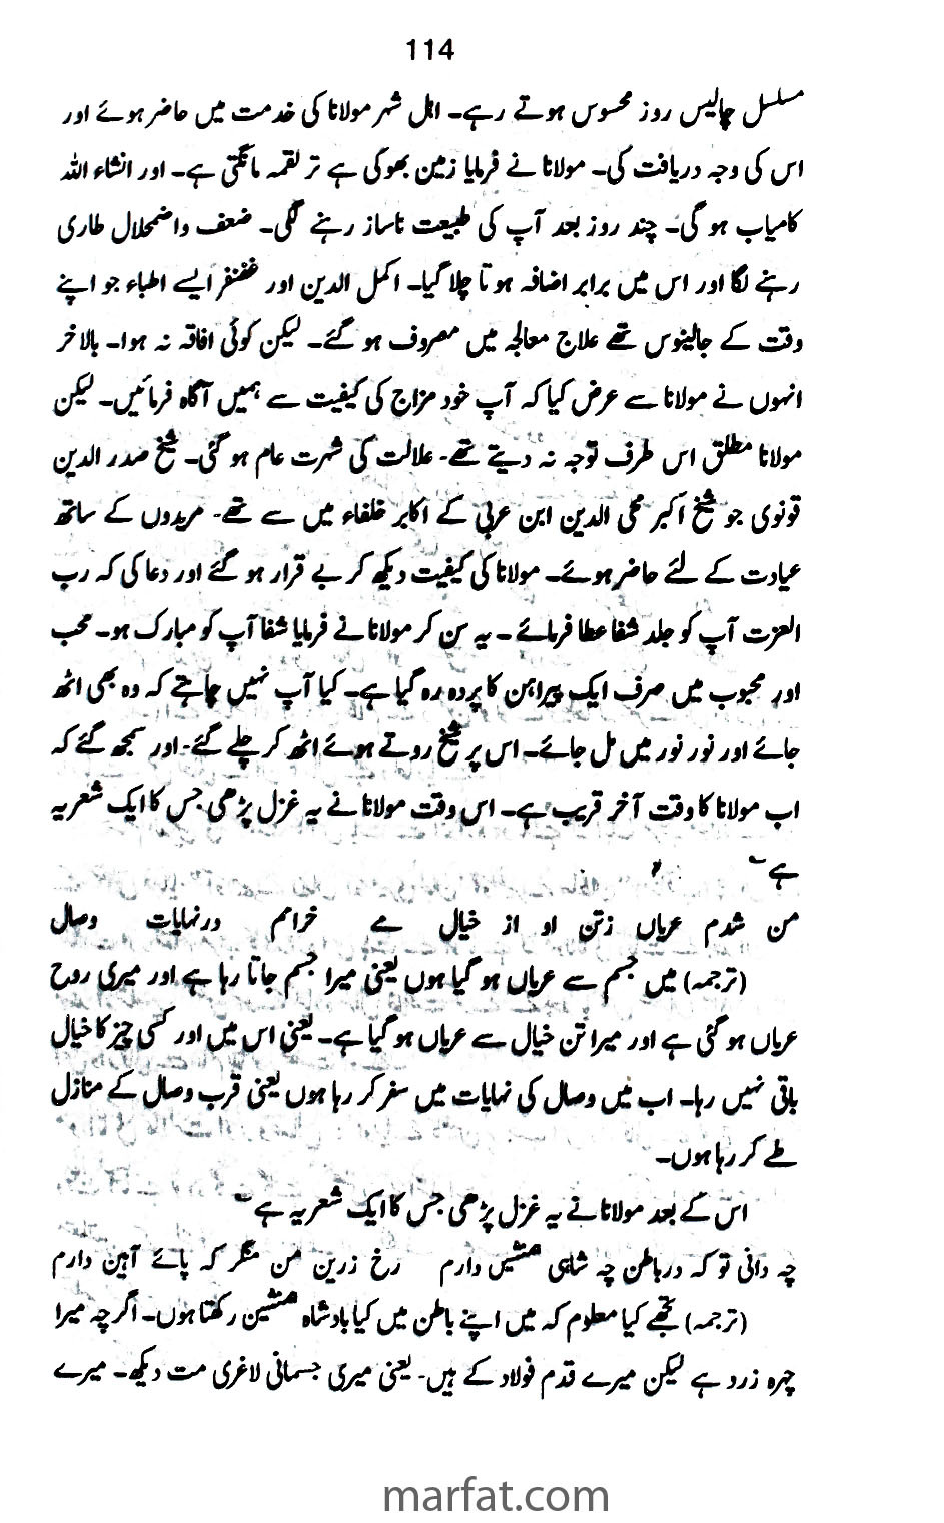 114
مسلسل چالیس روز محسوس ہوتے رہے۔ اہل شہر مولانا کی خدمت میں حاضر ہوئے اور
اس کی وجہ دریافت کی۔ مولانا نے فرمایا زمین بھوکی ہے تر لقمہ مانگتی ہے۔ اور انشاء اللہ
کامیاب ہو گی۔ چند روز بعد آپ کی طبیعت ناساز رہنے لگی۔ ضعف واضمحلال طاری
رہنے لگا اور اس میں برابر اضافہ ہوتا چلا گیا۔ اکمل الدین اور غضنفر ایسے اطباء جو اپنے
وقت کے جالینوس تھے علاج معالجہ میں مصروف ہو گئے۔ لیکن کوئی افاقہ نہ ہوا۔ بالاخر
انہوں نے مولانا سے عرض کیا کہ آپ خود مزاج کی کیفیت سے ہمیں آگاہ فرمائیں۔ لیکن
مولانا مطلق اس طرف توجہ نہ دیتے تھے۔ علالت کی شہرت عام ہو گئی۔ شیخ صدر الدین
قونوی جو شیخ اکبر محی الدین ابن عربی کے اکابر خلفاء میں سے تھے۔ مریدوں کے ساتھ
عیادت کے لئے حاضر ہوئے۔ مولانا کی کیفیت دیکھ کر بے قرار ہو گئے اور دعا کی کہ رب
العزت آپ کو جلد شفا عطا فرمائے۔ یہ سن کر مولانا نے فرمایا شفا آپ کو مبارک ہو۔ محب
اور محبوب میں صرف ایک پیراہن کا پردہ رہ گیا ہے۔ کیا آپ نہیں چاہتے کہ وہ بھی اٹھ
جائے اور نور نور میں مل جائے۔ اس پر شیخ روتے ہوئے اٹھ کر چلے گئے۔ اور سمجھ گئے کہ
اب مولانا کا وقت آخر قریب ہے۔ اس وقت مولانا نے یہ غزل پڑھی جس کا ایک شعر یہ
ہے
من شدم عریاں زتن او از خیال مے خرامم درنہایات وصال
(ترجمہ) میں جسم سے عریاں ہو گیا ہوں یعنی میرا جسم جاتا رہا ہے اور میری روح
عریاں ہو گئی ہے اور میرا تن خیال سے عریاں ہو گیا ہے۔ یعنی اس میں اور کسی چیز کا خیال
باقی نہیں رہا۔ اب میں وصال کی نہایات میں سفر کر رہا ہوں یعنی قرب وصال کے منازل
طے کر رہا ہوں۔
اس کے بعد مولانا نے یہ غزل پڑھی جس کا ایک شعر یہ ہے
چہ دانی تو کہ درباطن چہ شاہی ہمنشیں دارم رخ زرین من منگر کہ پائے آہین دارم
(ترجمہ) تجھے کیا معلوم کہ میں اپنے باطن میں کیا بادشاہ ہمنشین رکھتا ہوں۔ اگرچہ میرا
چہرہ زرد ہے لیکن میرے قدم فولاد کے ہیں۔ یعنی میری جسمانی لاغری مت دیکھ۔ میرے
marfat.com